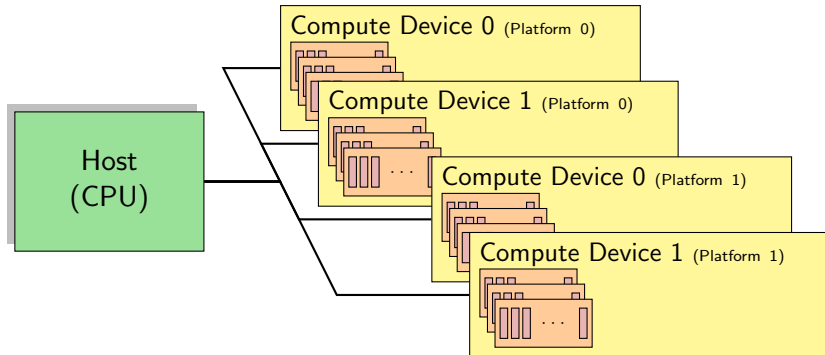 Compute Device 0 (Platform 0)
Compute Device 1 (Platform 0)
Host
(CPU)
· · ·
Compute Device 0 (Platform 1)
Compute Device 1 (Platform 1)
· · ·